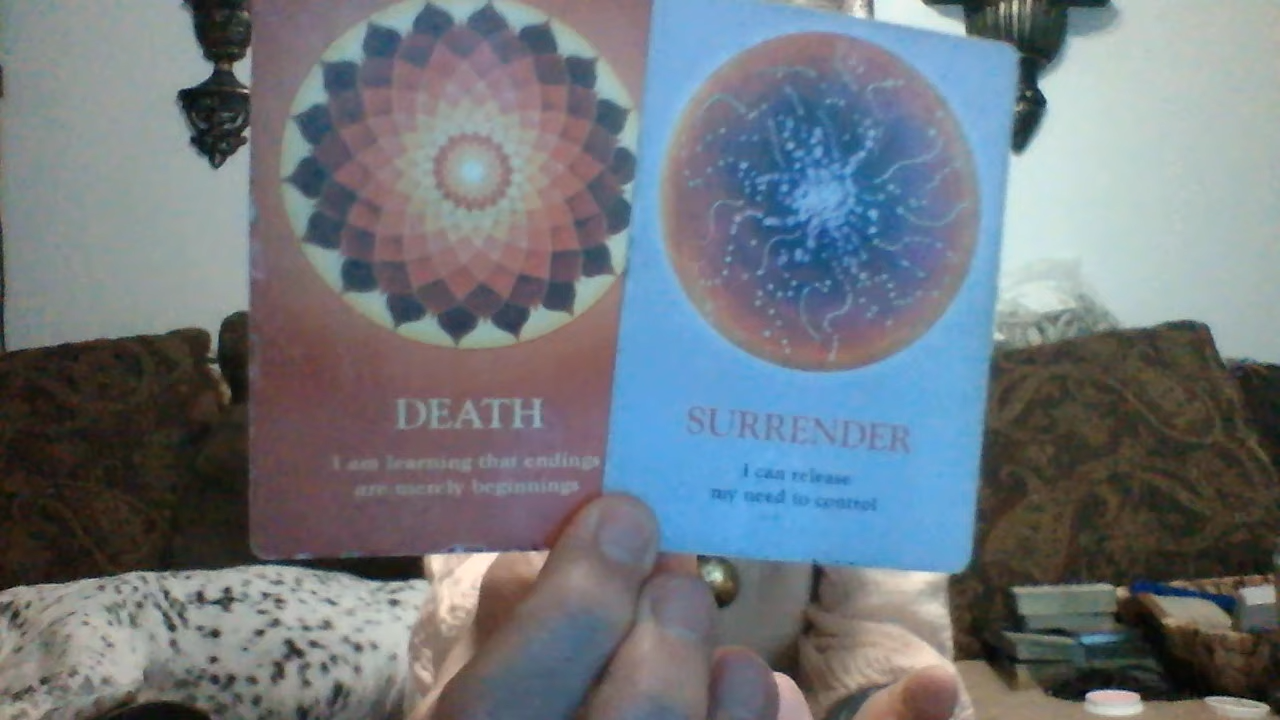 DEATH
I am learning that endings
are merely beginnings
SURRENDER
I can release
my need to control